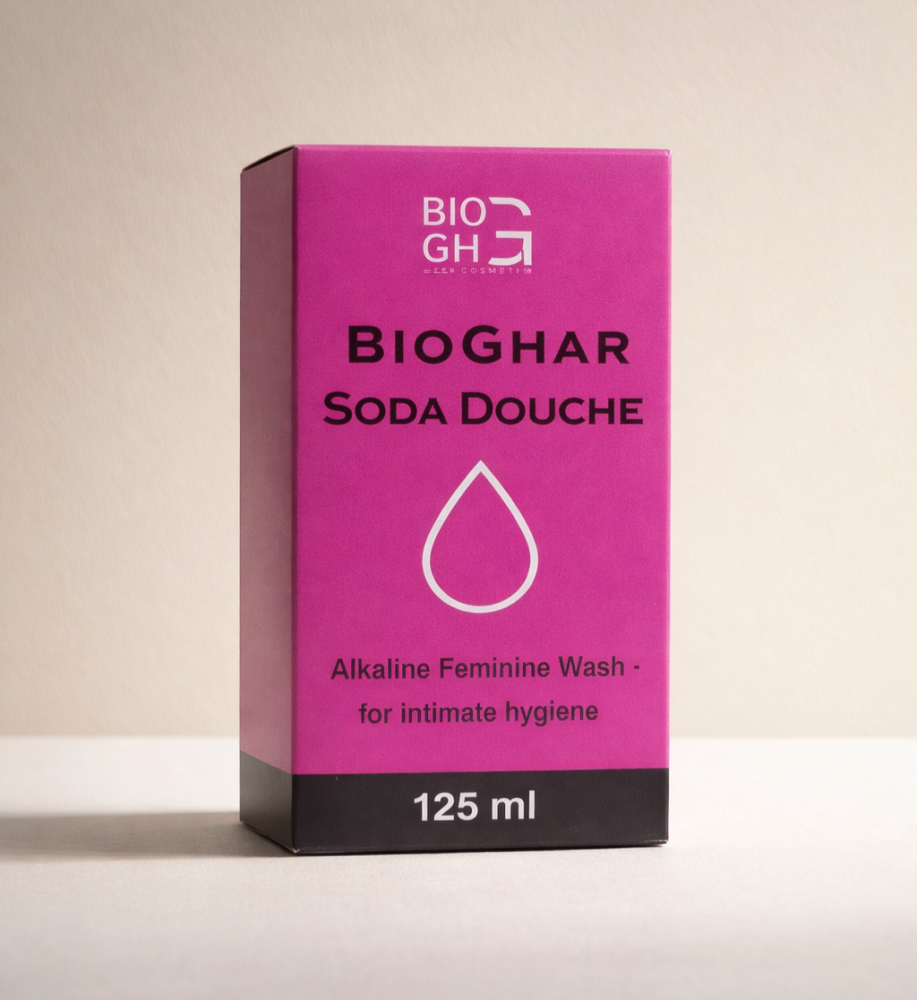 BIO
GH G
BIOGHAR
SODA DOUCHE
Alkaline Feminine Wash -
for intimate hygiene
125 ml